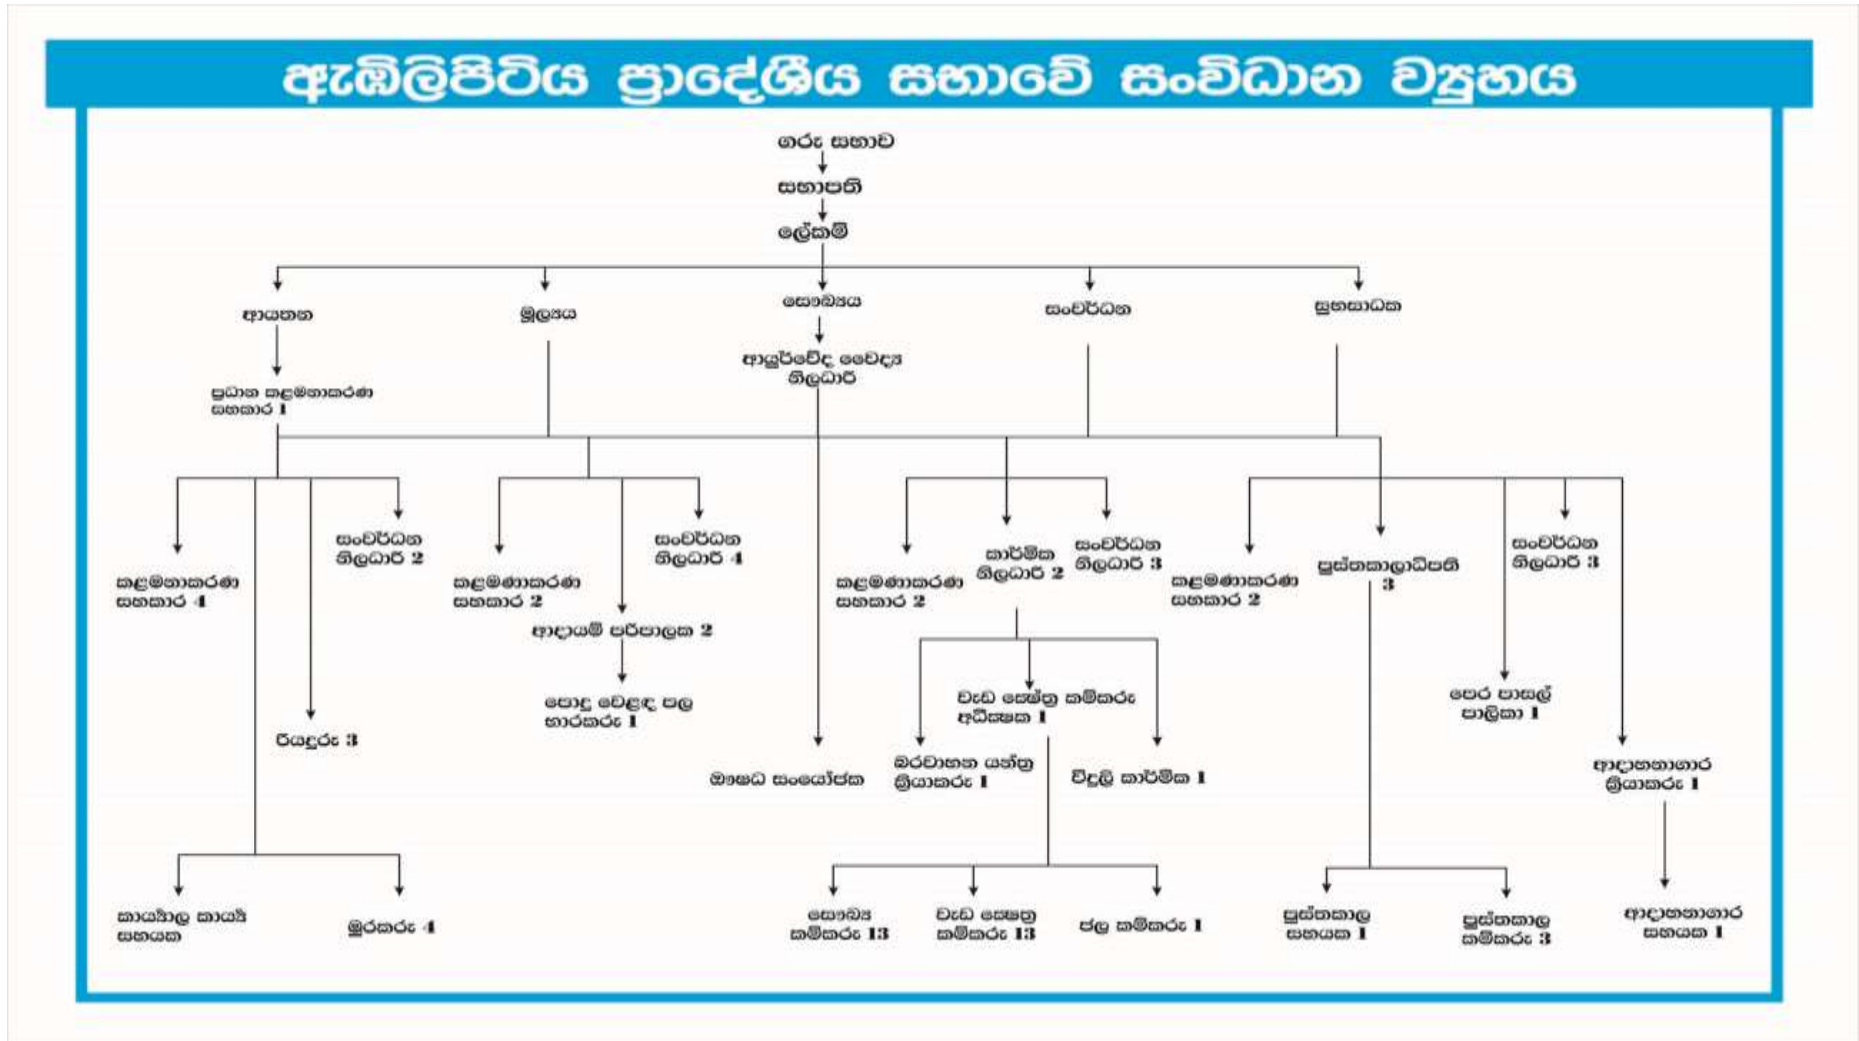 ඇඹිලිපිටිය ප්‍රාදේශීය සභාවේ සංවිධාන ව්‍යුහය
ගරු සභාව
සභාපති
ලේකම්
ආයතන
මූල්‍යය
සෞඛ්‍යය
සංවර්ධන
සුභසාධක
ආයුර්වේද වෛද්‍ය
නිලධාරි
ප්‍රධාන කළමනාකරණ
සහකාර 1
කළමනාකරණ
සහකාර 4
සංවර්ධන
නිලධාරි 2
කළමණාකරණ
සහකාර 2
සංවර්ධන
නිලධාරි 4
කළමණාකරණ
සහකාර 2
කාර්මික
නිලධාරි 2
සංවර්ධන
නිලධාරි 3
කළමණාකරණ
සහකාර 2
පුස්තකාලාධිපති
3
සංවර්ධන
නිලධාරි 3
ආදායම් පරිපාලක 2
පොදු වෙළඳ පල
භාරකරු 1
රියදුරු 3
ඖෂධ සංයෝජක
වැඩ ක්ෂේත්‍ර කම්කරු
අධීක්ෂක 1
බරවාහන යන්ත්‍ර
ක්‍රියාකරු 1
විදුලි කාර්මික 1
පෙර පාසල්
පාලිකා 1
ආදාහනාගාර
ක්‍රියාකරු 1
කාර්‍ය්‍යාල කාර්‍ය්‍ය
සහයක
මුරකරු 4
සෞඛ්‍ය
කම්කරු 13
වැඩ ක්ෂෙත්‍ර
කම්කරු 13
ජල කම්කරු 1
පුස්තකාල
සහයක 1
පුස්තකාල
කම්කරු 3
ආදාහනාගාර
සහයක 1